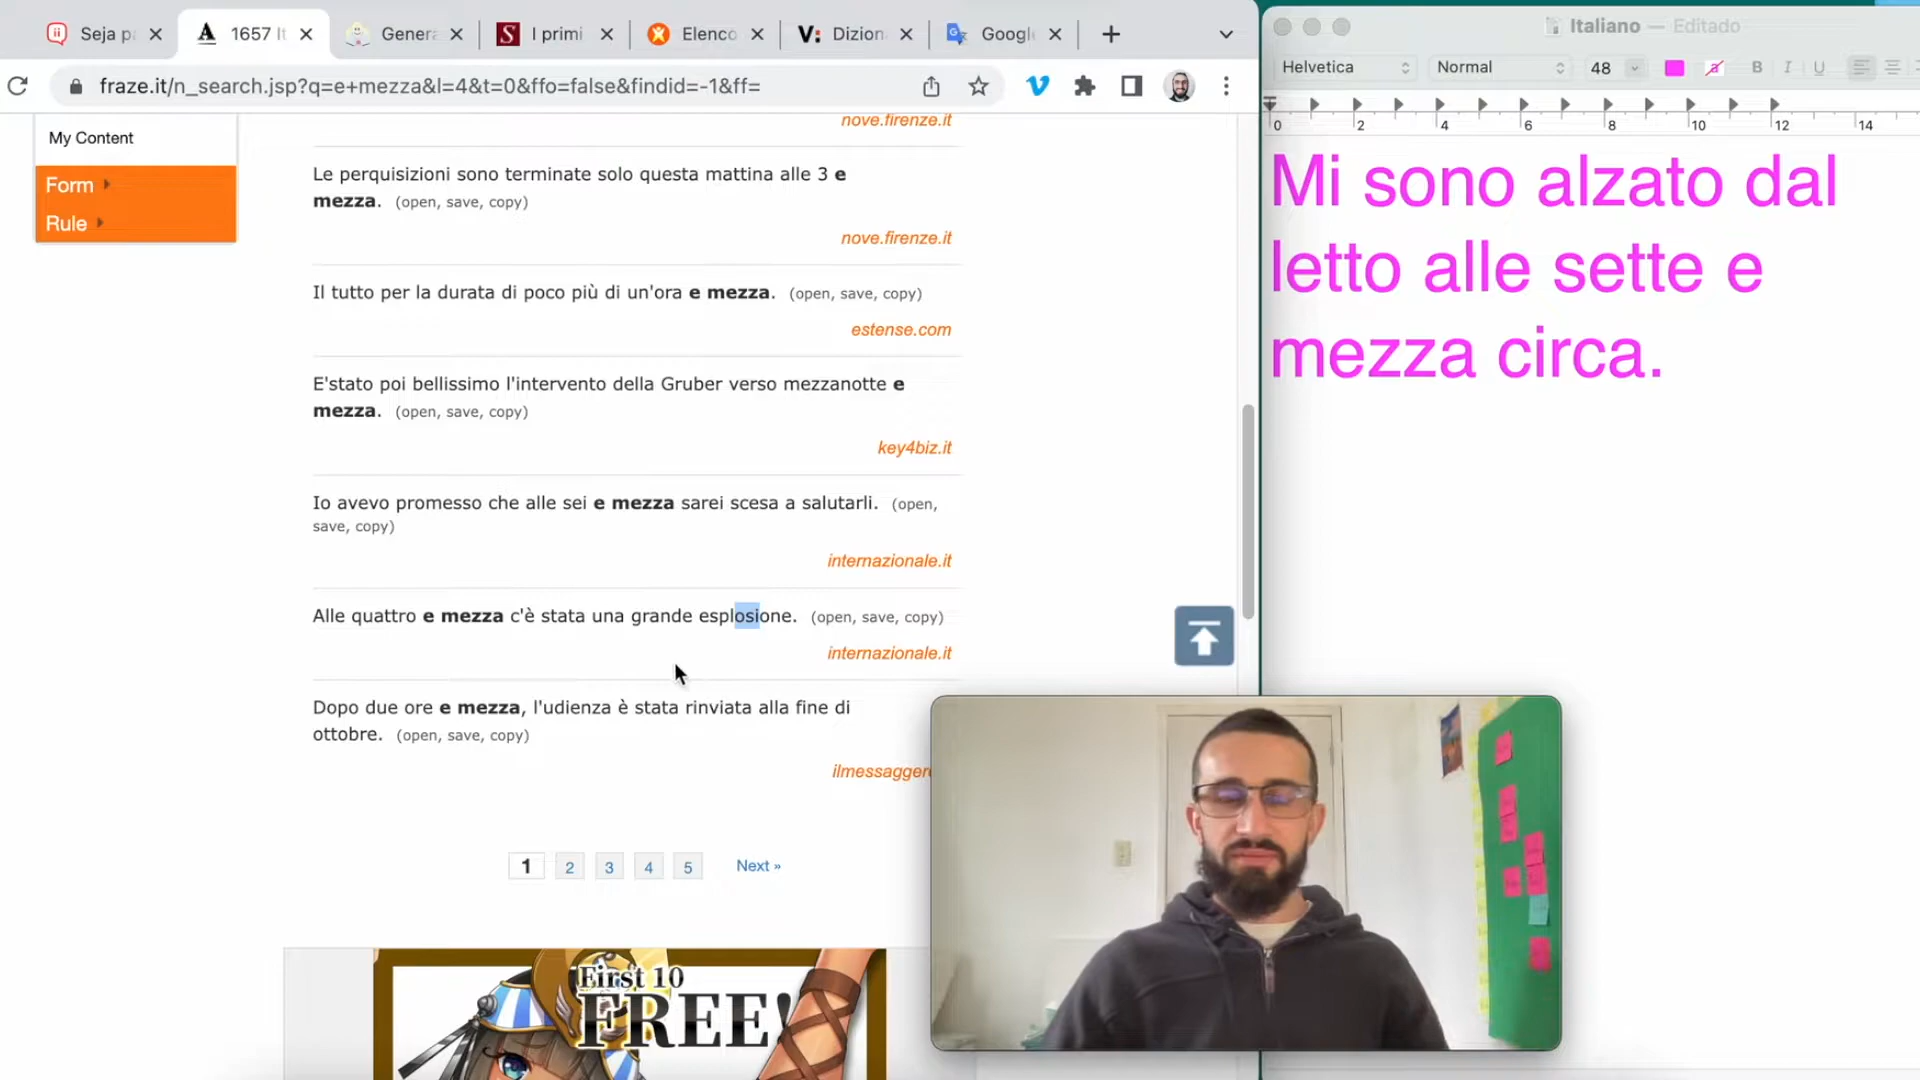 Seja p
1657 It
Genera
I primi
Elenco
V: Dizion
Google
fraze.it/n_search.jsp?q=e+mezza&l=4&t=0&ffo=false&findid=-1&ff=
My Content
Form
Rule
nove.firenze.it
Le perquisizioni sono terminate solo questa mattina alle 3 e
mezza. (open, save, copy)
nove.firenze.it
Il tutto per la durata di poco più di un'ora e mezza. (open, save, copy)
estense.com
E'stato poi bellissimo l'intervento della Gruber verso mezzanotte e
mezza. (open, save, copy)
key4biz.it
Io avevo promesso che alle sei e mezza sarei scesa a salutarli. (open,
save, copy)
internazionale.it
Alle quattro e mezza c'è stata una grande esplosione. (open, save, copy)
internazionale.it
Dopo due ore e mezza, l'udienza è stata rinviata alla fine di
ottobre. (open, save, copy)
ilmessagger
1 2 3 4 5 Next »
First 10
FREE!
Italiano — Editado
Helvetica Normal 48 a B I U
0 2 4 6 8 10 12 14
Mi sono alzato dal
letto alle sette e
mezza circa.